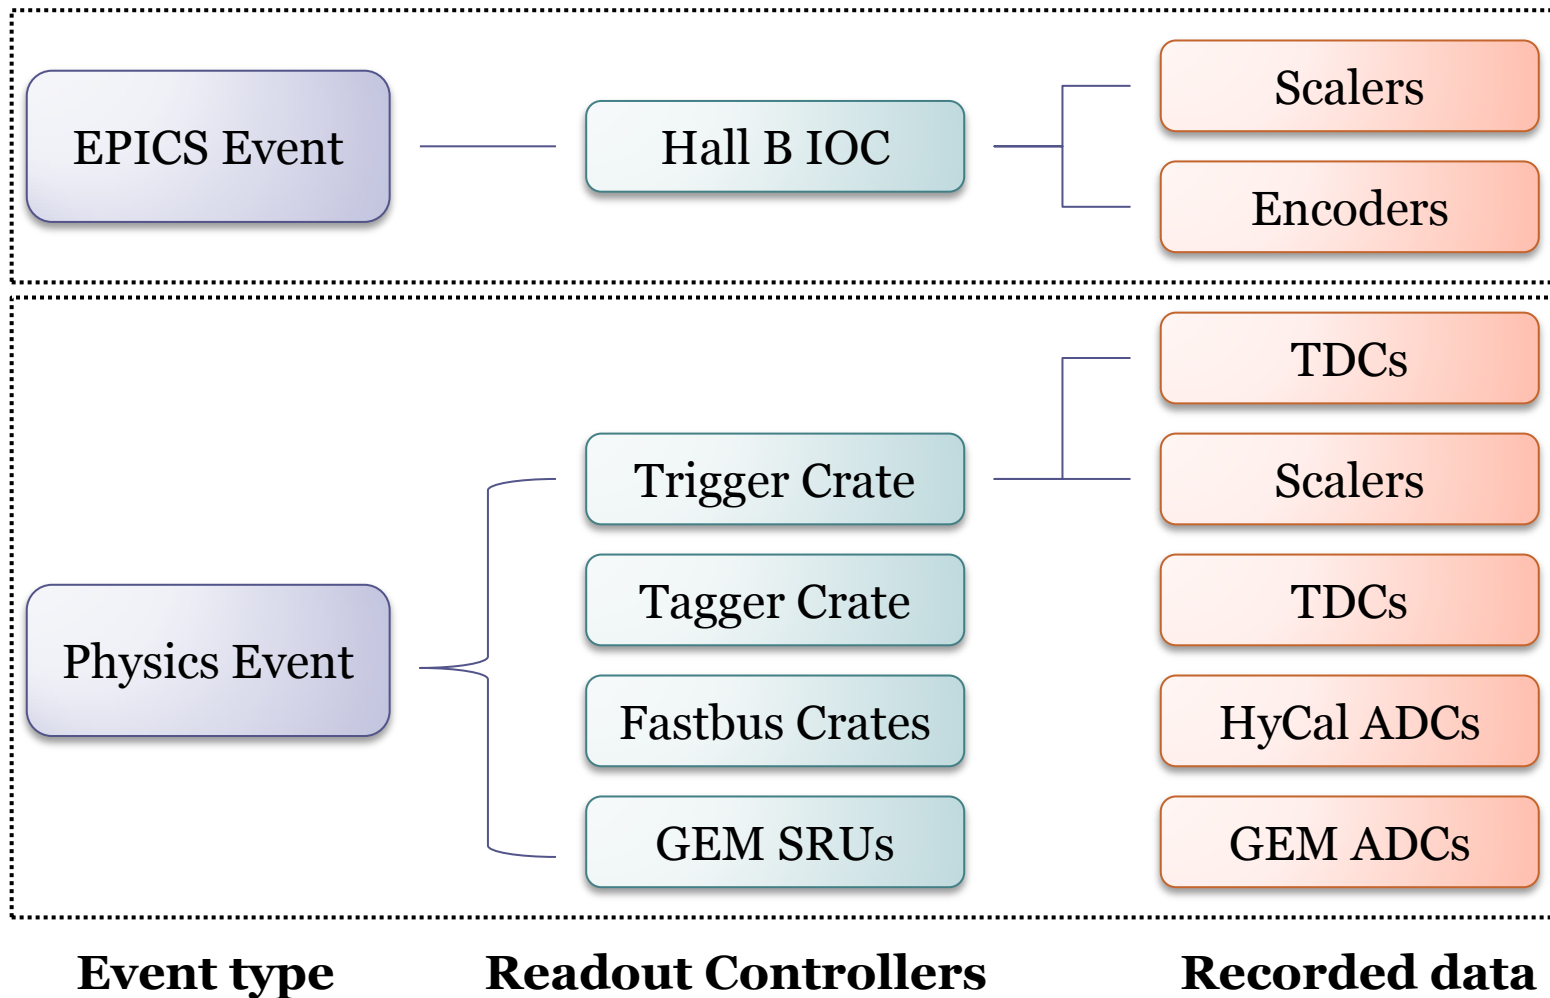 EPICS Event
Hall B IOC
Scalers
Encoders
Physics Event
Trigger Crate
TDCs
Scalers
Tagger Crate
TDCs
Fastbus Crates
HyCal ADCs
GEM SRUs
GEM ADCs
Event type
Readout Controllers
Recorded data